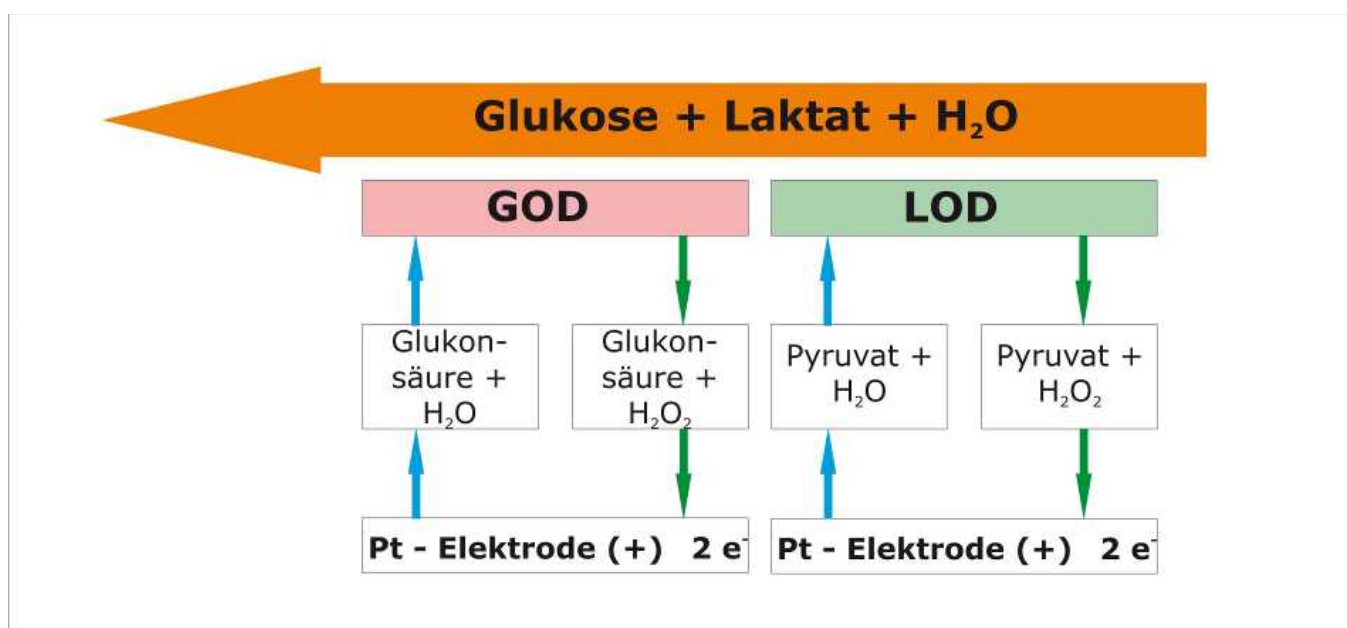 Glukose + Laktat + H₂O
GOD
LOD
Glukon-
säure +
H₂O
Glukon-
säure +
H₂O₂
Pyruvat +
H₂O
Pyruvat +
H₂O₂
Pt - Elektrode (+) 2 e⁻
Pt - Elektrode (+) 2 e⁻